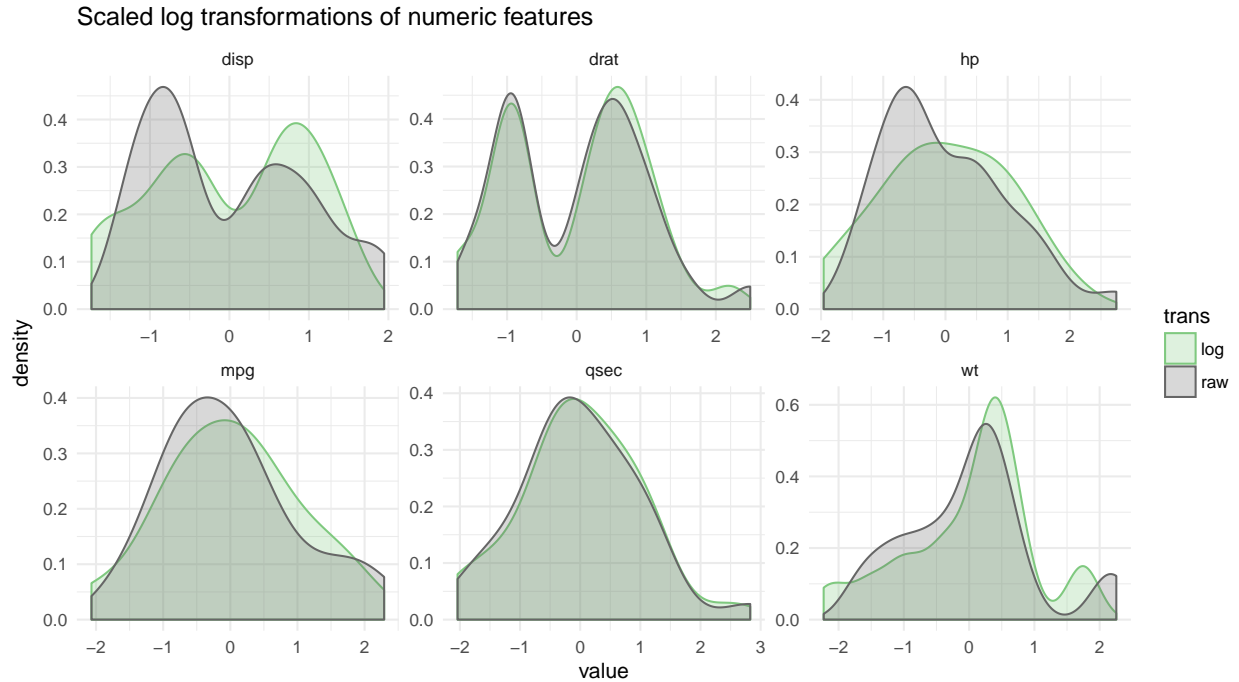 Scaled log transformations of numeric features
disp drat hp
0.4 0.4 0.4
0.3 0.3 0.3
0.2 0.2 0.2
0.1 0.1 0.1
0.0 0.0 0.0
−1 0 1 2 −1 0 1 2 −2 −1 0 1 2
mpg qsec wt
0.4 0.4 0.6
0.3 0.3 0.4
0.2 0.2 0.2
0.1 0.1 0.0
0.0 0.0
−2 −1 0 1 2 −2 −1 0 1 2 3 −2 −1 0 1 2
density
value
trans
log
raw